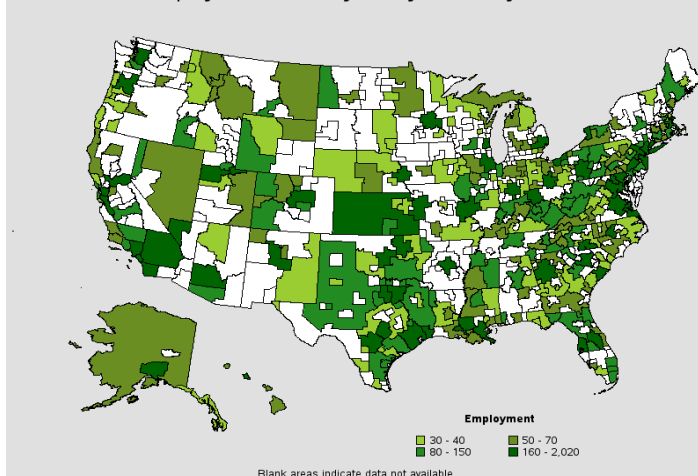 Employment
30 - 40
50 - 70
80 - 150
160 - 2,020
Blank areas indicate data not available.